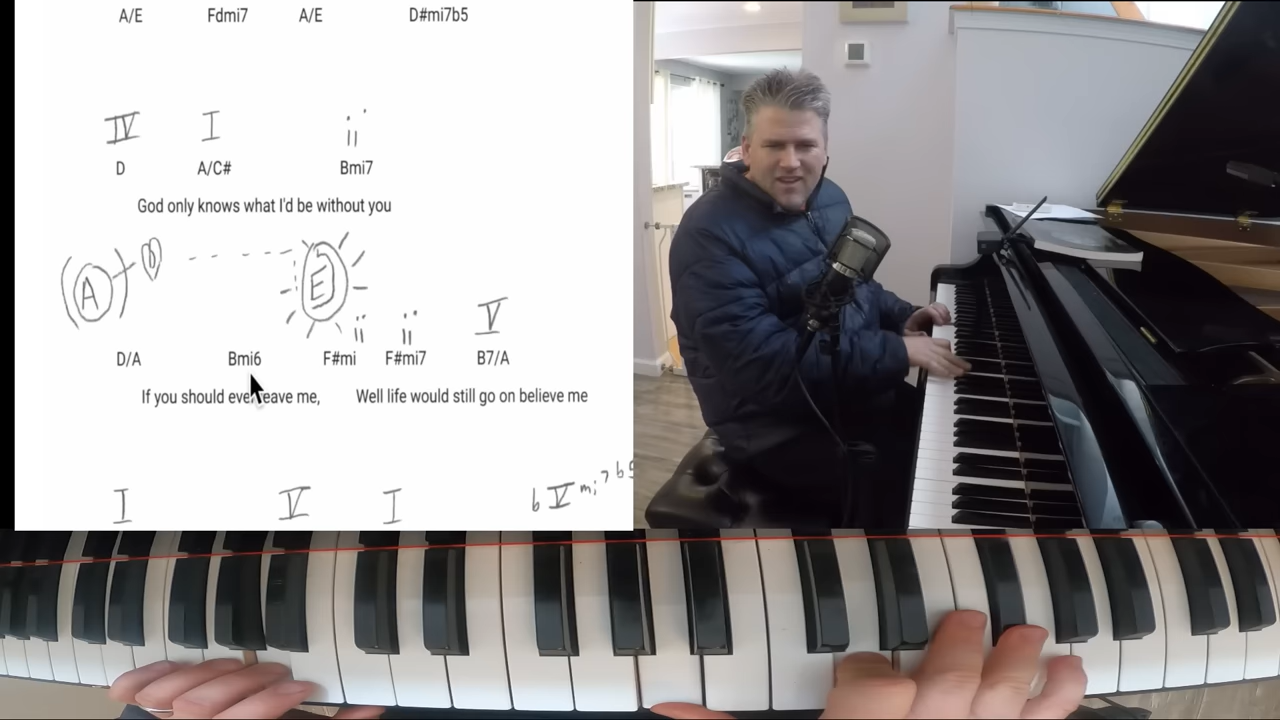 A/E Fdmi7 A/E D#mi7b5
IV I ii
D A/C# Bmi7
God only knows what I'd be without you
(A) b ------ E
ii ii V
D/A Bmi6 F#mi F#mi7 B7/A
If you should ever leave me, Well life would still go on believe me
I V I bVmi7b5